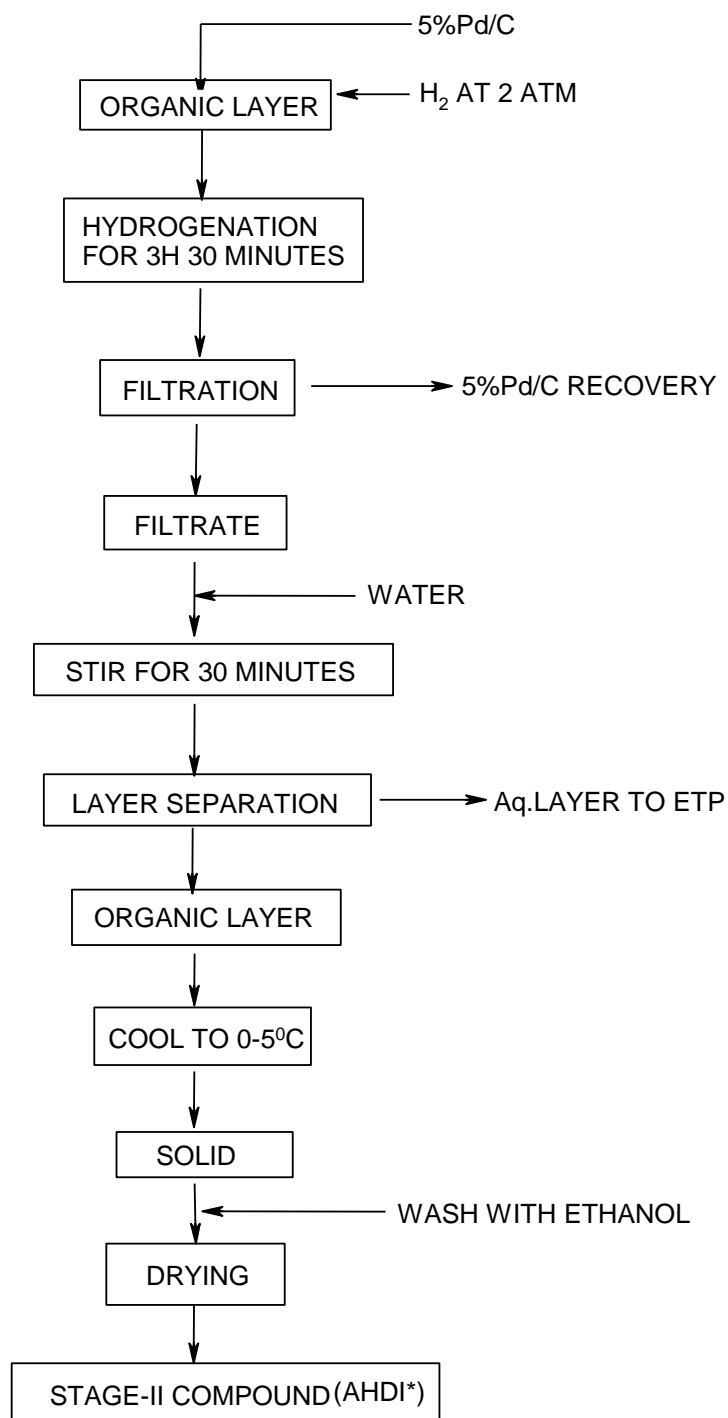 5%Pd/C
ORGANIC LAYER
H₂ AT 2 ATM
HYDROGENATION
FOR 3H 30 MINUTES
FILTRATION
5%Pd/C RECOVERY
FILTRATE
WATER
STIR FOR 30 MINUTES
LAYER SEPARATION
Aq.LAYER TO ETP
ORGANIC LAYER
COOL TO 0-5⁰C
SOLID
WASH WITH ETHANOL
DRYING
STAGE-II COMPOUND(AHDI*)